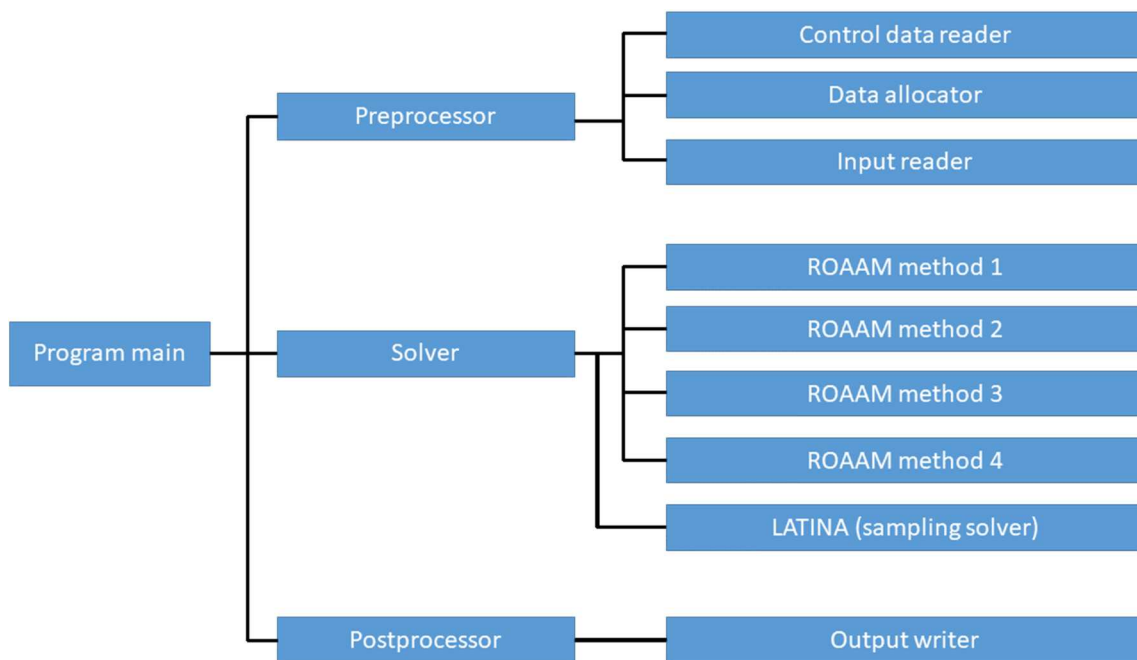 Program main
Preprocessor
Control data reader
Data allocator
Input reader
Solver
ROAAM method 1
ROAAM method 2
ROAAM method 3
ROAAM method 4
LATINA (sampling solver)
Postprocessor
Output writer